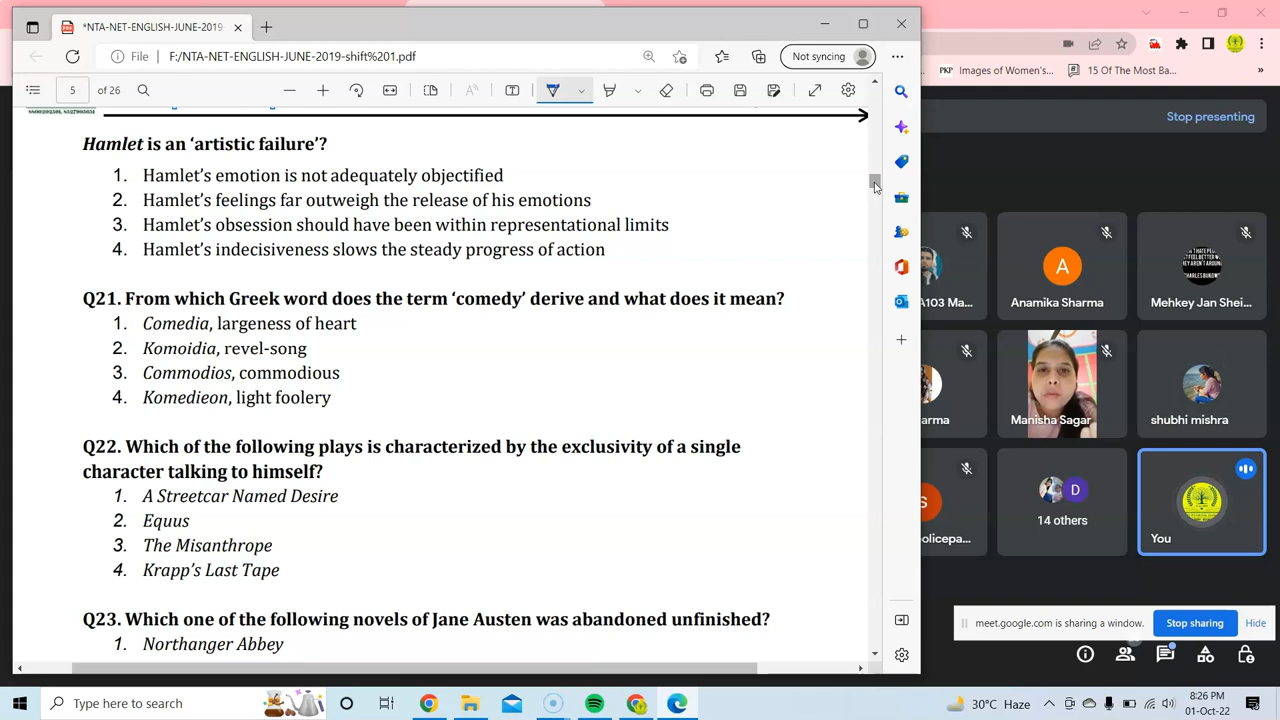 *NTA-NET-ENGLISH-JUNE-2019-
File
F:/NTA-NET-ENGLISH-JUNE-2019-shift%201.pdf
Not syncing
PKF
Images of Women's...
15 Of The Most Ba...
5 of 26
Stop presenting
Hamlet is an 'artistic failure'?
1. Hamlet's emotion is not adequately objectified
2. Hamlet's feelings far outweigh the release of his emotions
3. Hamlet's obsession should have been within representational limits
4. Hamlet's indecisiveness slows the steady progress of action
Q21. From which Greek word does the term 'comedy' derive and what does it mean?
1. Comedia, largeness of heart
2. Komoidia, revel-song
3. Commodios, commodious
4. Komedieon, light foolery
Q22. Which of the following plays is characterized by the exclusivity of a single
character talking to himself?
1. A Streetcar Named Desire
2. Equus
3. The Misanthrope
4. Krapp's Last Tape
Q23. Which one of the following novels of Jane Austen was abandoned unfinished?
1. Northanger Abbey
A103 Ma...
A
Anamika Sharma
CHARLES BUKOW
Mehkey Jan Shei...
arma
Manisha Sagar
shubhi mishra
S
policepa...
D
14 others
You
meet.google.com is sharing a window.
Stop sharing
Hide
Type here to search
30°C Haze
8:26 PM
01-Oct-22